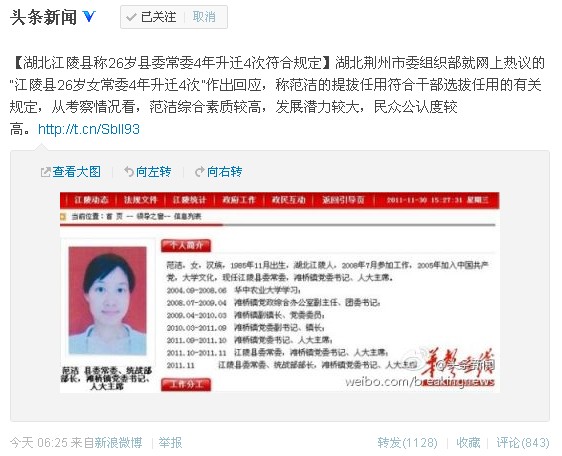 头条新闻 已关注 | 取消
【湖北江陵县称26岁县委常委4年升迁4次符合规定】湖北荆州市委组织部就网上热议的
“江陵县26岁女常委4年升迁4次”作出回应，称范洁的提拔任用符合干部选拔任用的有关
规定，从考察情况看，范洁综合素质较高，发展潜力较大，民众公认度较
高。http://t.cn/Sbll93
查看大图 | 向左转 | 向右转
江陵动态 | 法规文件 | 江陵统计 | 政府工作 | 政民互动 | 返回引导页 | 2011-11-30 15:27:31 星期三
当前位置：首 页 -- 领导之窗-- 信息列表
个人简介
范洁，女，汉族，1985年11月出生，湖北江陵人，2008年7月参加工作，2005年加入中国共产
党，大学文化，现任江陵县委常委，滩桥镇党委书记、人大主席。
2004.09-2008.06 华中农业大学学习；
2008.07-2009.04 滩桥镇党政综合办公室副主任、团委书记；
2009.04-2010.03 滩桥镇副镇长、党委委员；
2010.03-2011.09 滩桥镇党委副书记、镇长；
2011.09-2011.10 滩桥镇党委书记、人大主席；
2011.10-2011.11 江陵县委常委，滩桥镇党委书记、人大主席；
2011.11 江陵县委常委、统战部部长，滩桥镇党委书记、人大主席
范洁 县委常委、统战部
部长，滩桥镇党委书记、
人大主席
工作分工
@头条新闻
weibo.com/breakingnews
今天 06:25 来自新浪微博 | 举报 转发(1128) | 收藏 | 评论(843)